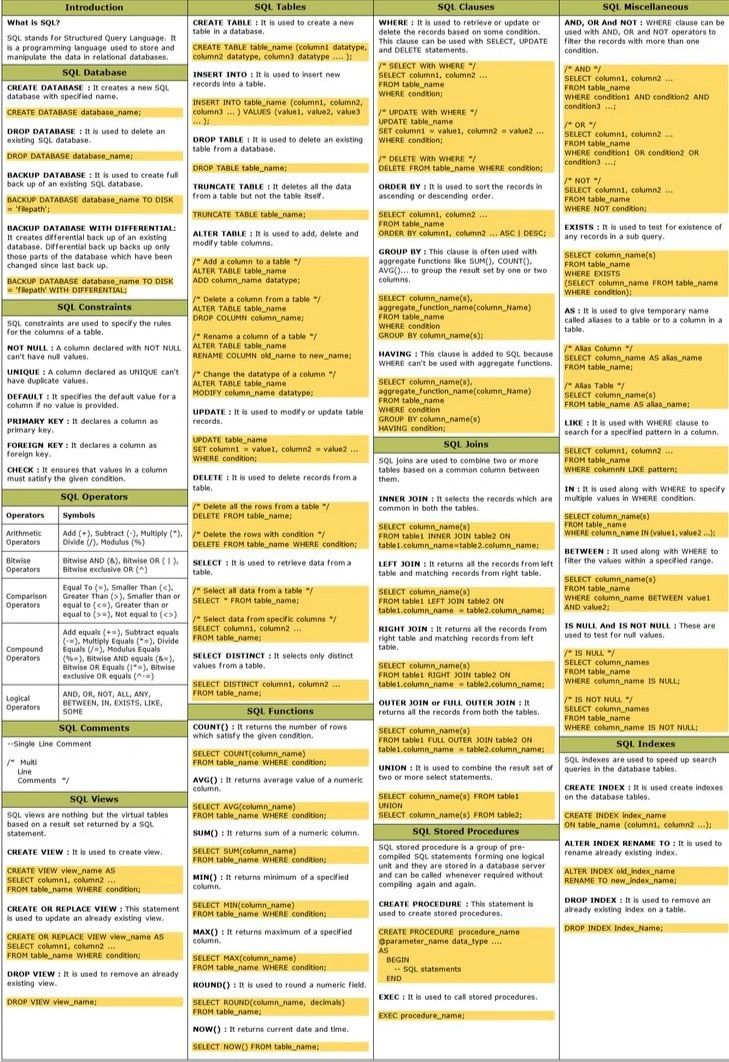 Introduction
What is SQL?
SQL stands for Structured Query Language. It
is a programming language used to store and
manipulate the data in relational databases.
SQL Database
CREATE DATABASE : It creates a new SQL
database with specified name.
CREATE DATABASE database_name;
DROP DATABASE : It is used to delete an
existing SQL database.
DROP DATABASE database_name;
BACKUP DATABASE : It is used to create full
back up of an existing SQL database.
BACKUP DATABASE database_name TO DISK
= 'filepath';
BACKUP DATABASE WITH DIFFERENTIAL:
It creates differential back up of an existing
database. Differential back up backs up only
those parts of the database which have been
changed since last back up.
BACKUP DATABASE database_name TO DISK
= 'filepath' WITH DIFFERENTIAL;
SQL Constraints
SQL constraints are used to specify the rules
for the columns of a table.
NOT NULL : A column declared with NOT NULL
can't have null values.
UNIQUE : A column declared as UNIQUE can't
have duplicate values.
DEFAULT : It specifies the default value for a
column if no value is provided.
PRIMARY KEY : It declares a column as
primary key.
FOREIGN KEY : It declares a column as
foreign key.
CHECK : It ensures that values in a column
must satisfy the given condition.
SQL Operators
Operators Symbols
Arithmetic Operators Add (+), Subtract (-), Multiply (*),
Divide (/), Modulus (%)
Bitwise Operators Bitwise AND (&), Bitwise OR ( | ),
Bitwise exclusive OR (^)
Comparison Operators Equal To (=), Smaller Than (<),
Greater Than (>), Smaller than or
equal to (<=), Greater than or
equal to (>=), Not equal to (<>)
Compound Operators Add equals (+=), Subtract equals
(-=), Multiply Equals (*=), Divide
Equals (/=), Modulus Equals
(%=), Bitwise AND equals (&=),
Bitwise OR Equals (|*=), Bitwise
exclusive OR equals (^-=)
Logical Operators AND, OR, NOT, ALL, ANY,
BETWEEN, IN, EXISTS, LIKE,
SOME
SQL Comments
--Single Line Comment
/* Multi
Line
Comments */
SQL Views
SQL views are nothing but the virtual tables
based on a result set returned by a SQL
statement.
CREATE VIEW : It is used to create view.
CREATE VIEW view_name AS
SELECT column1, column2 ...
FROM table_name WHERE condition;
CREATE OR REPLACE VIEW : This statement
is used to update an already existing view.
CREATE OR REPLACE VIEW view_name AS
SELECT column1, column2 ...
FROM table_name WHERE condition;
DROP VIEW : It is used to remove an already
existing view.
DROP VIEW view_name;
SQL Tables
CREATE TABLE : It is used to create a new
table in a database.
CREATE TABLE table_name (column1 datatype,
column2 datatype, column3 datatype .... );
INSERT INTO : It is used to insert new
records into a table.
INSERT INTO table_name (column1, column2,
column3 ... ) VALUES (value1, value2, value3
... );
DROP TABLE : It is used to delete an existing
table from a database.
DROP TABLE table_name;
TRUNCATE TABLE : It deletes all the data
from a table but not the table itself.
TRUNCATE TABLE table_name;
ALTER TABLE : It is used to add, delete and
modify table columns.
/* Add a column to a table */
ALTER TABLE table_name
ADD column_name datatype;
/* Delete a column from a table */
ALTER TABLE table_name
DROP COLUMN column_name;
/* Rename a column of a table */
ALTER TABLE table_name
RENAME COLUMN old_name to new_name;
/* Change the datatype of a column */
ALTER TABLE table_name
MODIFY column_name datatype;
UPDATE : It is used to modify or update table
records.
UPDATE table_name
SET column1 = value1, column2 = value2 ...
WHERE condition;
DELETE : It is used to delete records from a
table.
/* Delete all the rows from a table */
DELETE FROM table_name;
/* Delete the rows with condition */
DELETE FROM table_name WHERE condition;
SELECT : It is used to retrieve data from a
table.
/* Select all data from a table */
SELECT * FROM table_name;
/* Select data from specific columns */
SELECT column1, column2 ...
FROM table_name;
SELECT DISTINCT : It selects only distinct
values from a table.
SELECT DISTINCT column1, column2 ...
FROM table_name;
SQL Functions
COUNT() : It returns the number of rows
which satisfy the given condition.
SELECT COUNT(column_name)
FROM table_name WHERE condition;
AVG() : It returns average value of a numeric
column.
SELECT AVG(column_name)
FROM table_name WHERE condition;
SUM() : It returns sum of a numeric column.
SELECT SUM(column_name)
FROM table_name WHERE condition;
MIN() : It returns minimum of a specified
column.
SELECT MIN(column_name)
FROM table_name WHERE condition;
MAX() : It returns maximum of a specified
column.
SELECT MAX(column_name)
FROM table_name WHERE condition;
ROUND() : It is used to round a numeric field.
SELECT ROUND(column_name, decimals)
FROM table_name;
NOW() : It returns current date and time.
SELECT NOW() FROM table_name;
SQL Clauses
WHERE : It is used to retrieve or update or
delete the records based on some condition.
This clause can be used with SELECT, UPDATE
and DELETE statements.
/* SELECT With WHERE */
SELECT column1, column2 ...
FROM table_name
WHERE condition;
/* UPDATE With WHERE */
UPDATE table_name
SET column1 = value1, column2 = value2 ...
WHERE condition;
/* DELETE With WHERE */
DELETE FROM table_name WHERE condition;
ORDER BY : It is used to sort the records in
ascending or descending order.
SELECT column1, column2 ...
FROM table_name
ORDER BY column1, column2 ... ASC | DESC;
GROUP BY : This clause is often used with
aggregate functions like SUM(), COUNT(),
AVG()... to group the result set by one or two
columns.
SELECT column_name(s),
aggregate_function_name(column_Name)
FROM table_name
WHERE condition
GROUP BY column_name(s);
HAVING : This clause is added to SQL because
WHERE can't be used with aggregate functions.
SELECT column_name(s),
aggregate_function_name(column_Name)
FROM table_name
WHERE condition
GROUP BY column_name(s)
HAVING condition;
SQL Joins
SQL Joins are used to combine two or more
tables based on a common column between
them.
INNER JOIN : It selects the records which are
common in both the tables.
SELECT column_name(s)
FROM table1 INNER JOIN table2 ON
table1.column_name=table2.column_name;
LEFT JOIN : It returns all the records from left
table and matching records from right table.
SELECT column_name(s)
FROM table1 LEFT JOIN table2 ON
table1.column_name = table2.column_name;
RIGHT JOIN : It returns all the records from
right table and matching records from left
table.
SELECT column_name(s)
FROM table1 RIGHT JOIN table2 ON
table1.column_name = table2.column_name;
OUTER JOIN or FULL OUTER JOIN : It
returns all the records from both the tables.
SELECT column_name(s)
FROM table1 FULL OUTER JOIN table2 ON
table1.column_name = table2.column_name;
UNION : It is used to combine the result set of
two or more select statements.
SELECT column_name(s) FROM table1
UNION
SELECT column_name(s) FROM table2;
SQL Stored Procedures
SQL stored procedure is a group of pre-
compiled SQL statements forming one logical
unit and they are stored in a database server
and can be called whenever required without
compiling again and again.
CREATE PROCEDURE : This statement is
used to create stored procedures.
CREATE PROCEDURE procedure_name
@parameter_name data_type ....
AS
BEGIN
-- SQL statements
END
EXEC : It is used to call stored procedures.
EXEC procedure_name;
SQL Miscellaneous
AND, OR And NOT : WHERE clause can be
used with AND, OR and NOT operators to
filter the records with more than one
condition.
/* AND */
SELECT column1, column2 ...
FROM table_name
WHERE condition1 AND condition2 AND
condition3 ...;
/* OR */
SELECT column1, column2 ...
FROM table_name
WHERE condition1 OR condition2 OR
condition3 ...;
/* NOT */
SELECT column1, column2 ...
FROM table_name
WHERE NOT condition;
EXISTS : It is used to test for existence of
any records in a sub query.
SELECT column_name(s)
FROM table_name
WHERE EXISTS
(SELECT column_name FROM table_name
WHERE condition);
AS : It is used to give temporary name
called aliases to a table or to a column in a
table.
/* Alias Column */
SELECT column_name AS alias_name
FROM table_name;
/* Alias Table */
SELECT column_name(s)
FROM table_name AS alias_name;
LIKE : It is used with WHERE clause to
search for a specified pattern in a column.
SELECT column1, column2 ...
FROM table_name
WHERE columnN LIKE pattern;
IN : It is used along with WHERE to specify
multiple values in WHERE condition.
SELECT column_name(s)
FROM table_name
WHERE column_name IN (value1, value2 ...);
BETWEEN : It used along with WHERE to
filter the values within a specified range.
SELECT column_name(s)
FROM table_name
WHERE column_name BETWEEN value1
AND value2;
IS NULL And IS NOT NULL : These are
used to test for null values.
/* IS NULL */
SELECT column_names
FROM table_name
WHERE column_name IS NULL;
/* IS NOT NULL */
SELECT column_names
FROM table_name
WHERE column_name IS NOT NULL;
SQL Indexes
SQL indexes are used to speed up search
queries in the database tables.
CREATE INDEX : It is used create indexes
on the database tables.
CREATE INDEX index_name
ON table_name (column1, column2 ...);
ALTER INDEX RENAME TO : It is used to
rename already existing index.
ALTER INDEX old_index_name
RENAME TO new_index_name;
DROP INDEX : It is used to remove an
already existing index on a table.
DROP INDEX Index_Name;